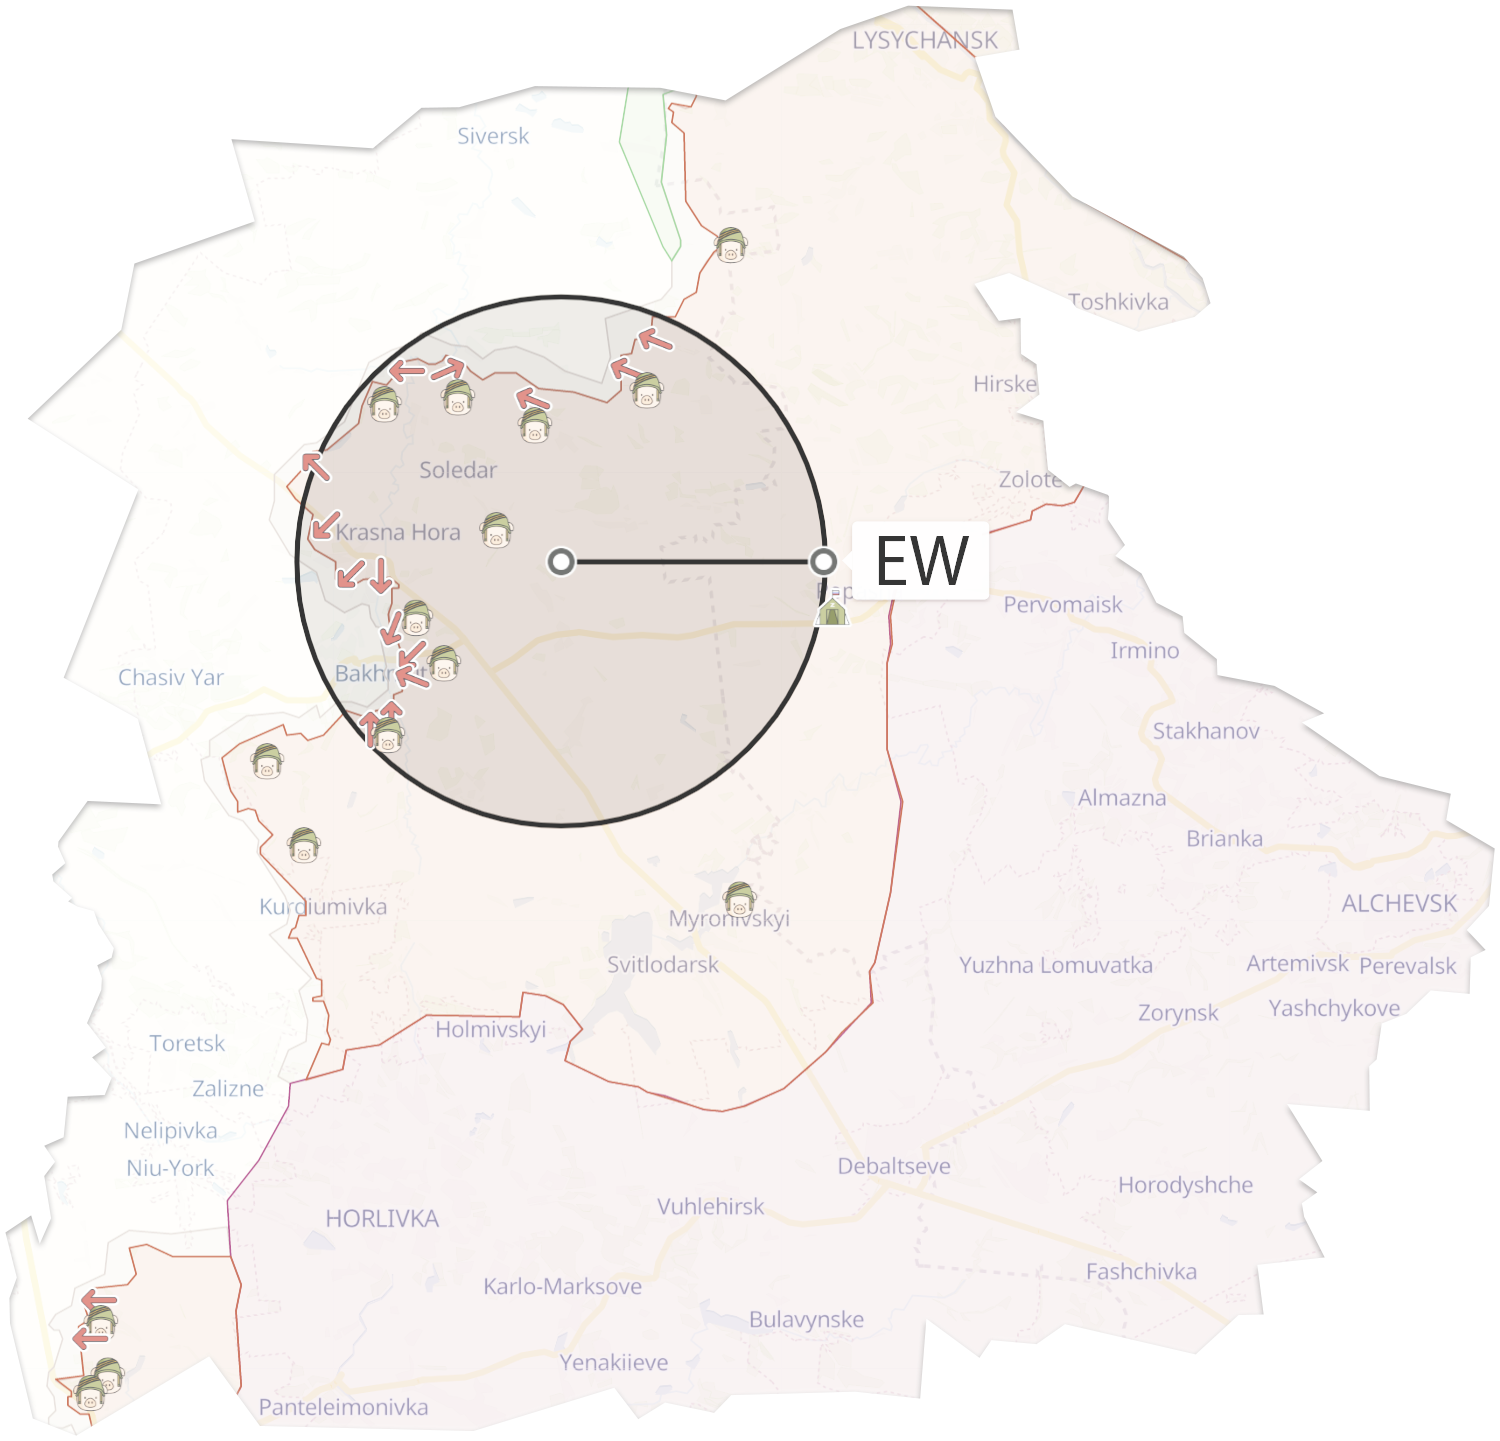 LYSYCHANSK
Siversk
Toshkivka
Hirske
Soledar
Zolote
Krasna Hora
EW
Pervomaisk
Irmino
Chasiv Yar
Stakhanov
Almazna
Brianka
Kurdiumivka
ALCHEVSK
Myronivskyi
Svitlodarsk
Yuzhna Lomuvatka
Artemivsk
Perevalsk
Yashchykove
Zorynsk
Holmivskyi
Toretsk
Zalizne
Nelipivka
Niu-York
Debaltseve
Horodyshche
Vuhlehirsk
HORLIVKA
Fashchivka
Karlo-Marksove
Bulavynske
Yenakiieve
Panteleimonivka